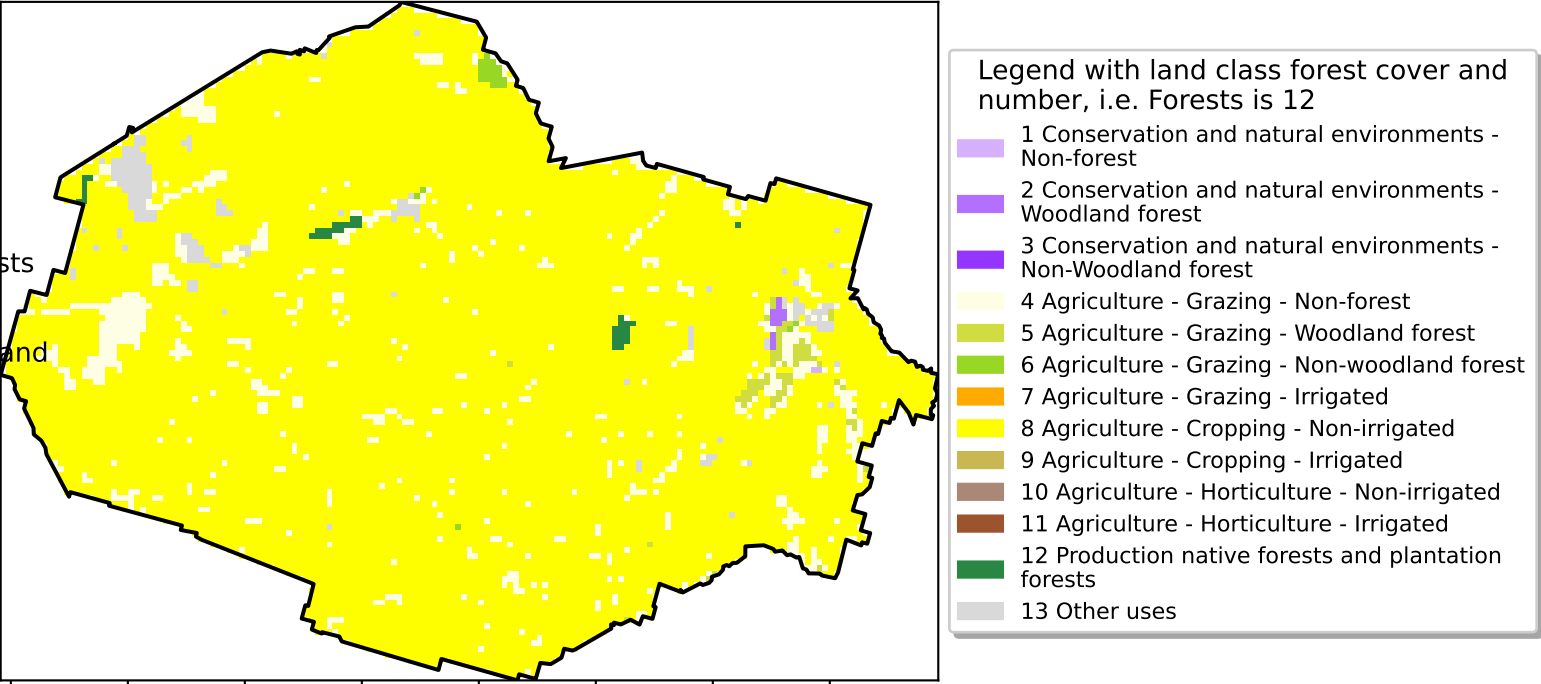 Legend with land class forest cover and
number, i.e. Forests is 12
1 Conservation and natural environments -
Non-forest
2 Conservation and natural environments -
Woodland forest
3 Conservation and natural environments -
Non-Woodland forest
4 Agriculture - Grazing - Non-forest
5 Agriculture - Grazing - Woodland forest
6 Agriculture - Grazing - Non-woodland forest
7 Agriculture - Grazing - Irrigated
8 Agriculture - Cropping - Non-irrigated
9 Agriculture - Cropping - Irrigated
10 Agriculture - Horticulture - Non-irrigated
11 Agriculture - Horticulture - Irrigated
12 Production native forests and plantation
forests
13 Other uses
sts
and